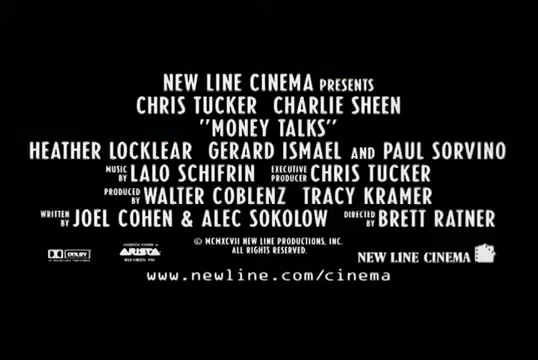 NEW LINE CINEMA PRESENTS
CHRIS TUCKER CHARLIE SHEEN
"MONEY TALKS"
HEATHER LOCKLEAR GERARD ISMAEL AND PAUL SORVINO
MUSIC BY LALO SCHIFRIN EXECUTIVE PRODUCER CHRIS TUCKER
PRODUCED BY WALTER COBLENZ TRACY KRAMER
WRITTEN BY JOEL COHEN & ALEC SOKOLOW DIRECTED BY BRETT RATNER
DOLBY
ARISTA
© MCMXCVII NEW LINE PRODUCTIONS, INC.
ALL RIGHTS RESERVED.
NEW LINE CINEMA
www.newline.com/cinema